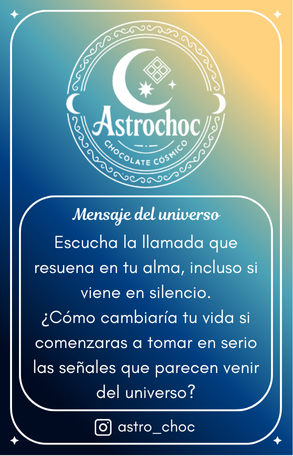 Astrochoc
CHOCOLATE CÓSMICO
Mensaje del universo
Escucha la llamada que
resuena en tu alma, incluso si
viene en silencio.
¿Cómo cambiaría tu vida si
comenzaras a tomar en serio
las señales que parecen venir
del universo?
astro_choc